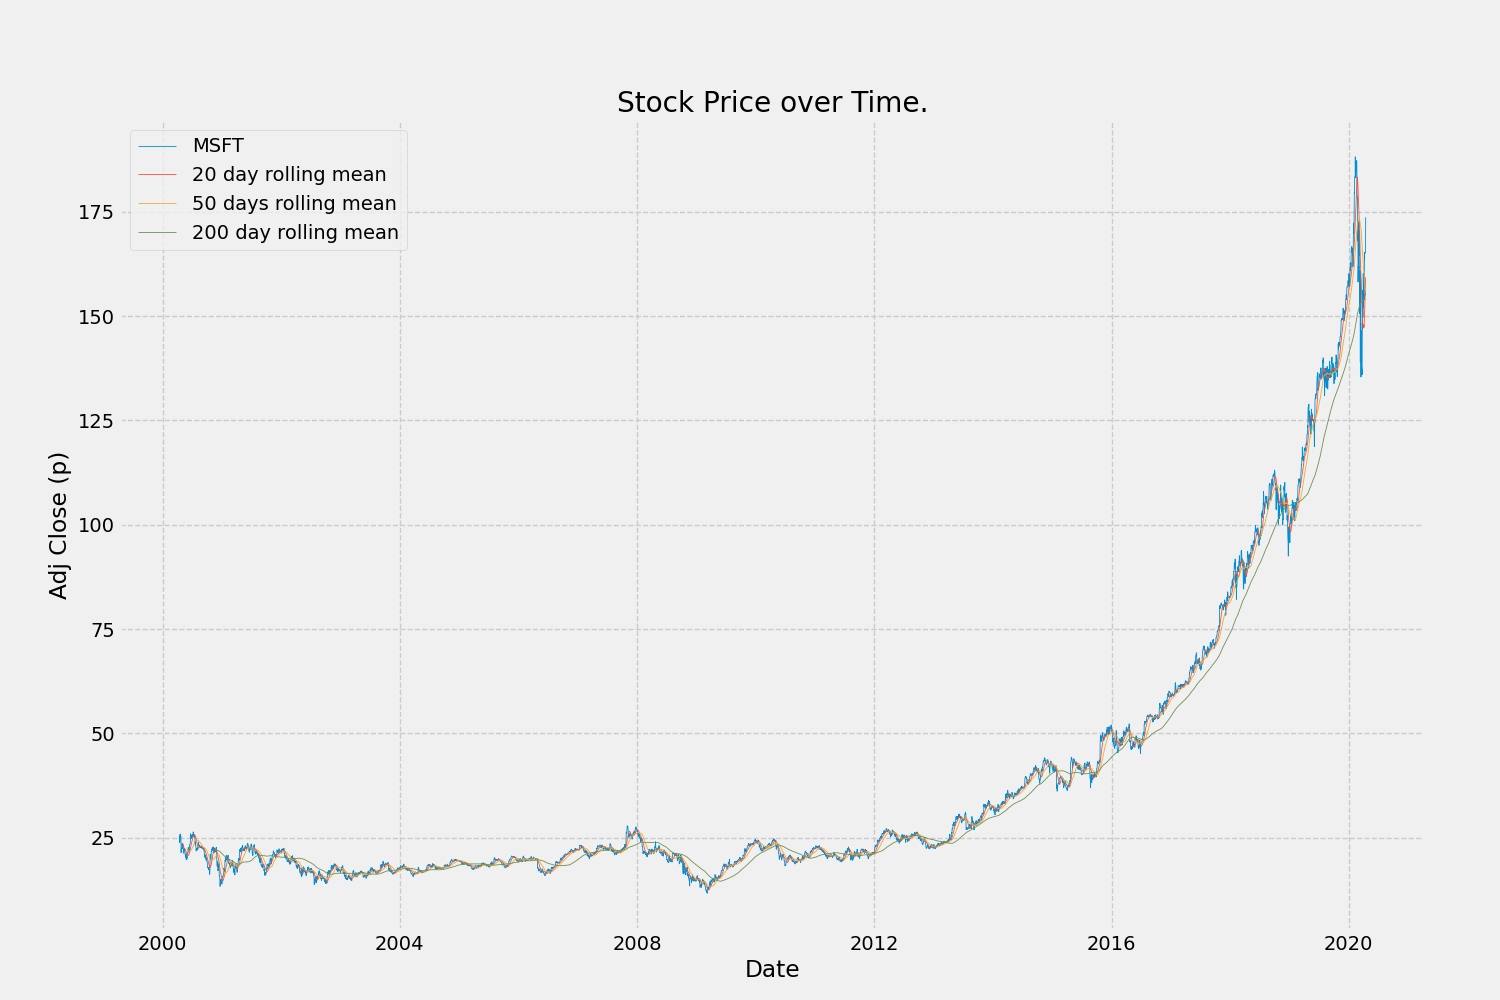 Stock Price over Time.
MSFT
20 day rolling mean
50 days rolling mean
200 day rolling mean
175
150
125
100
75
50
25
Adj Close (p)
2000 2004 2008 2012 2016 2020
Date